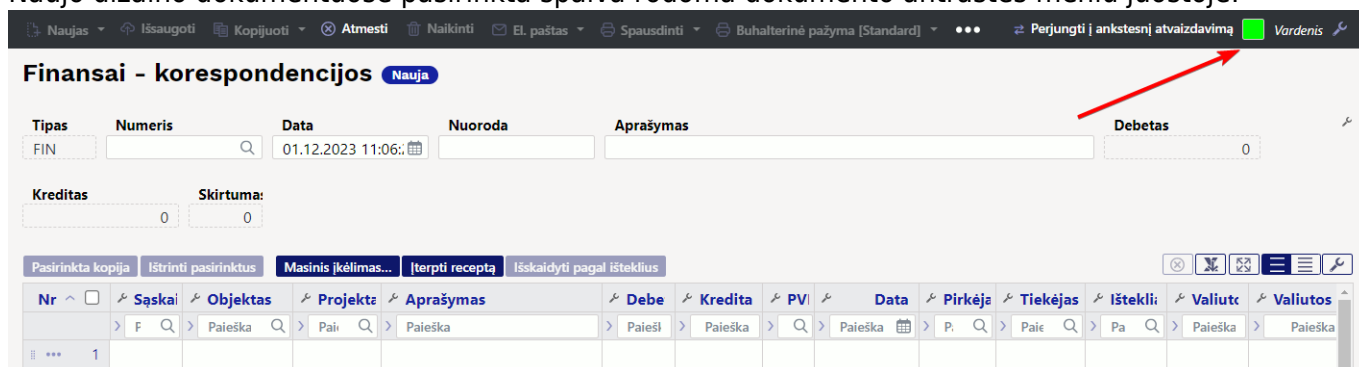 Naujo dizaino dokumentuose pasirinkta spalva rodoma dokumento antraštės meniu juostoje:
Naujas Išsaugoti Kopijuoti Atmesti Naikinti El. paštas Spausdinti Buhalterinė pažyma [Standard] ••• Perjungti į ankstesnį atvaizdavimą Vardenis
Finansai - korespondencijos Nauja
Tipas Numeris Data Nuoroda Aprašymas Debetas
FIN 01.12.2023 11:06: 0
Kreditas Skirtumas
0 0
Pasirinkta kopija Ištrinti pasirinktus Masinis įkėlimas... Įterpti receptą Išskaidyti pagal išteklius
Nr Sąskai Objektas Projekta Aprašymas Debe Kredita PVI Data Pirkėja Tiekėjas Ištekli Valiuto Valiutos
Paieška Paieška Paieška Paieška Paieška Paieška Paieška
••• 1